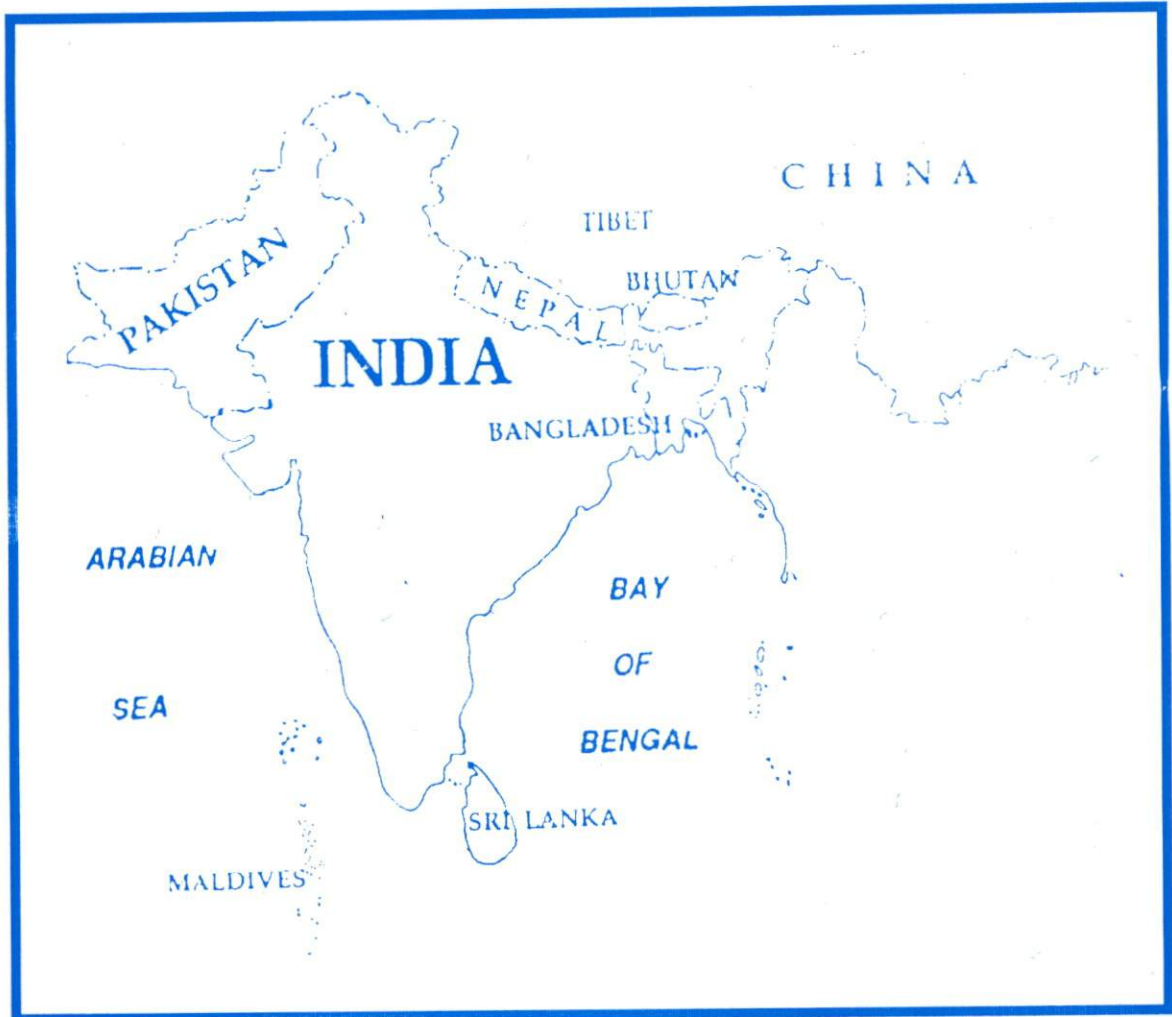 CHINA
TIBET
BHUTAN
PAKISTAN
NEPAL
INDIA
BANGLADESH
ARABIAN
SEA
BAY
OF
BENGAL
SRI LANKA
MALDIVES